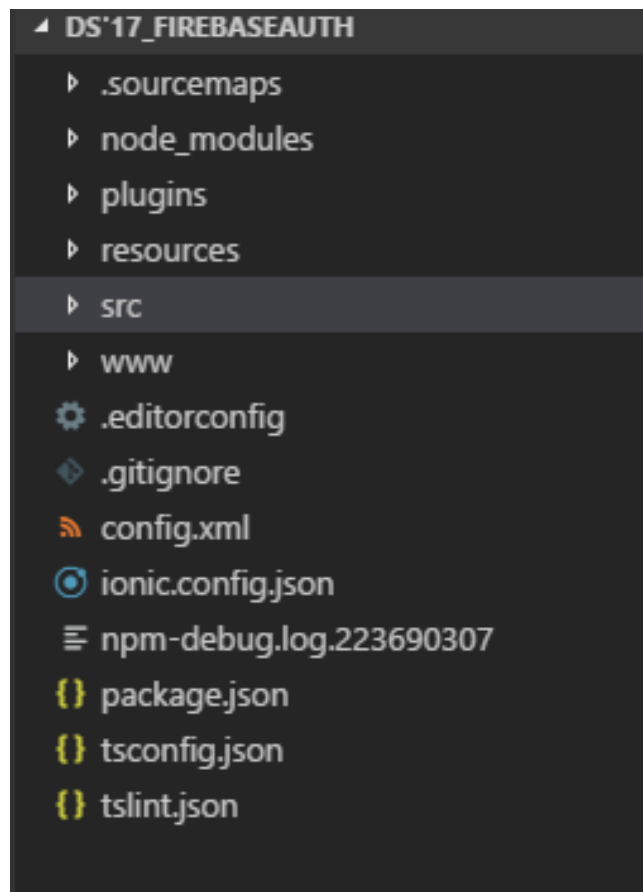 DS'17_FIREBASEAUTH
.sourcemaps
node_modules
plugins
resources
src
www
.editorconfig
.gitignore
config.xml
ionic.config.json
npm-debug.log.223690307
package.json
tsconfig.json
tslint.json